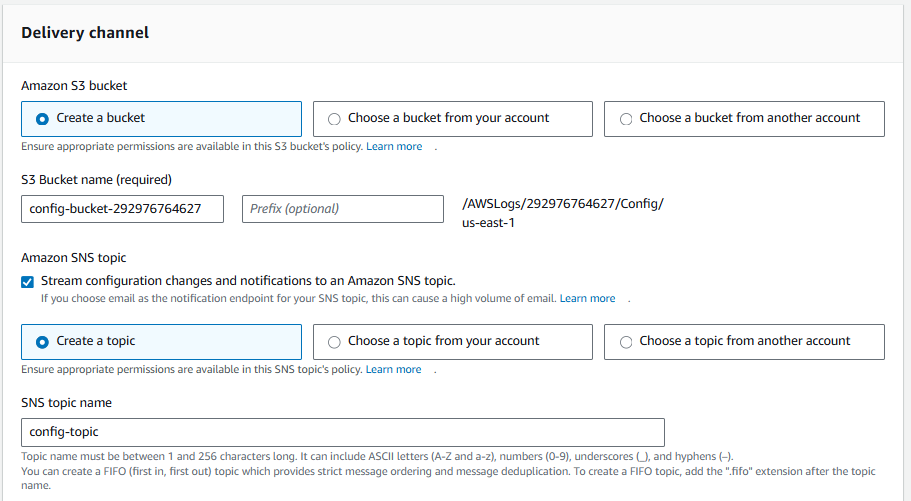 Delivery channel
Amazon S3 bucket
Create a bucket
Choose a bucket from your account
Choose a bucket from another account
Ensure appropriate permissions are available in this S3 bucket's policy. Learn more .
S3 Bucket name (required)
config-bucket-292976764627
Prefix (optional)
/AWSLogs/292976764627/Config/
us-east-1
Amazon SNS topic
Stream configuration changes and notifications to an Amazon SNS topic.
If you choose email as the notification endpoint for your SNS topic, this can cause a high volume of email. Learn more .
Create a topic
Choose a topic from your account
Choose a topic from another account
Ensure appropriate permissions are available in this SNS topic's policy. Learn more .
SNS topic name
config-topic
Topic name must be between 1 and 256 characters long. It can include ASCII letters (A-Z and a-z), numbers (0-9), underscores (_), and hyphens (–).
You can create a FIFO (first in, first out) topic which provides strict message ordering and message deduplication. To create a FIFO topic, add the ".fifo" extension after the topic
name.